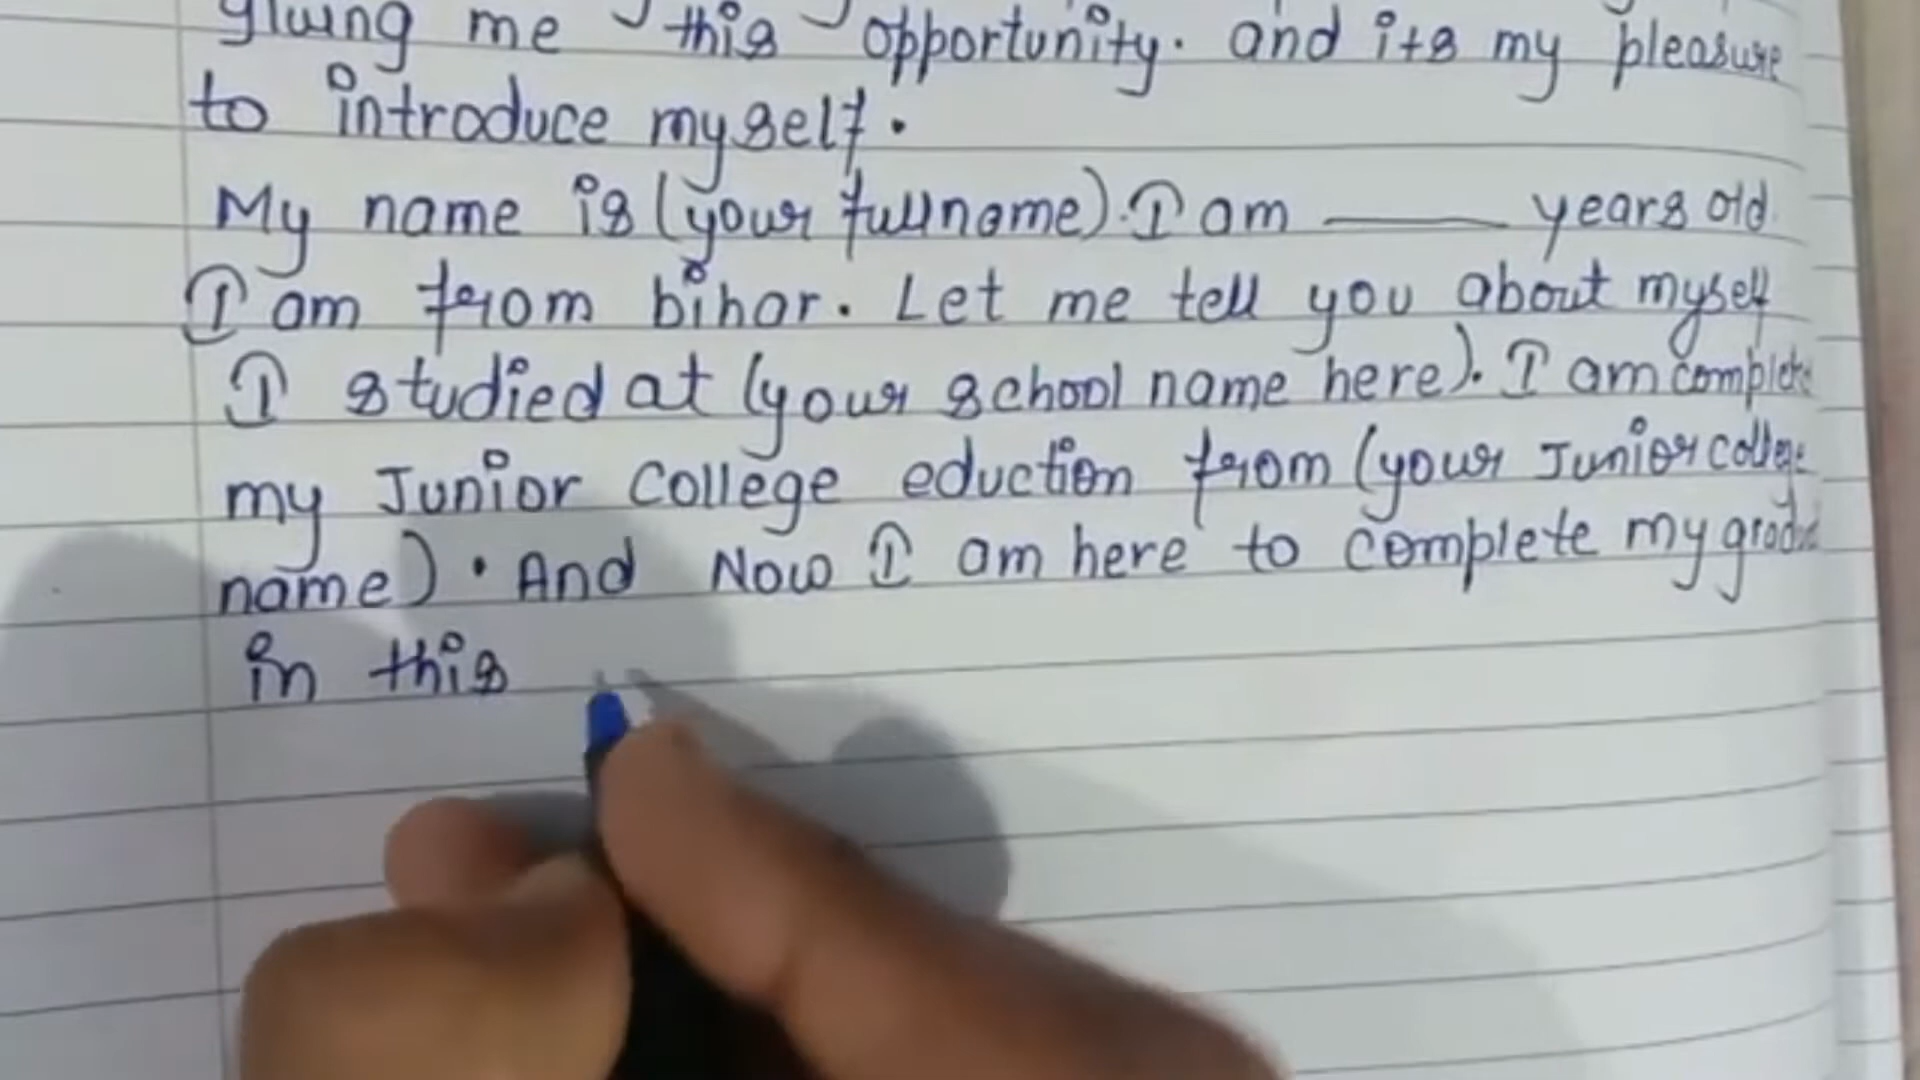 giving me this opportunity. and its my pleasure
to introduce myself.
My name is (your fullname). I am ______ years old
I am from bihar. Let me tell you about myself
I studied at (your school name here). I am complete
my Junior College eduction from (your Junior college
name). And Now I am here to complete my
in this